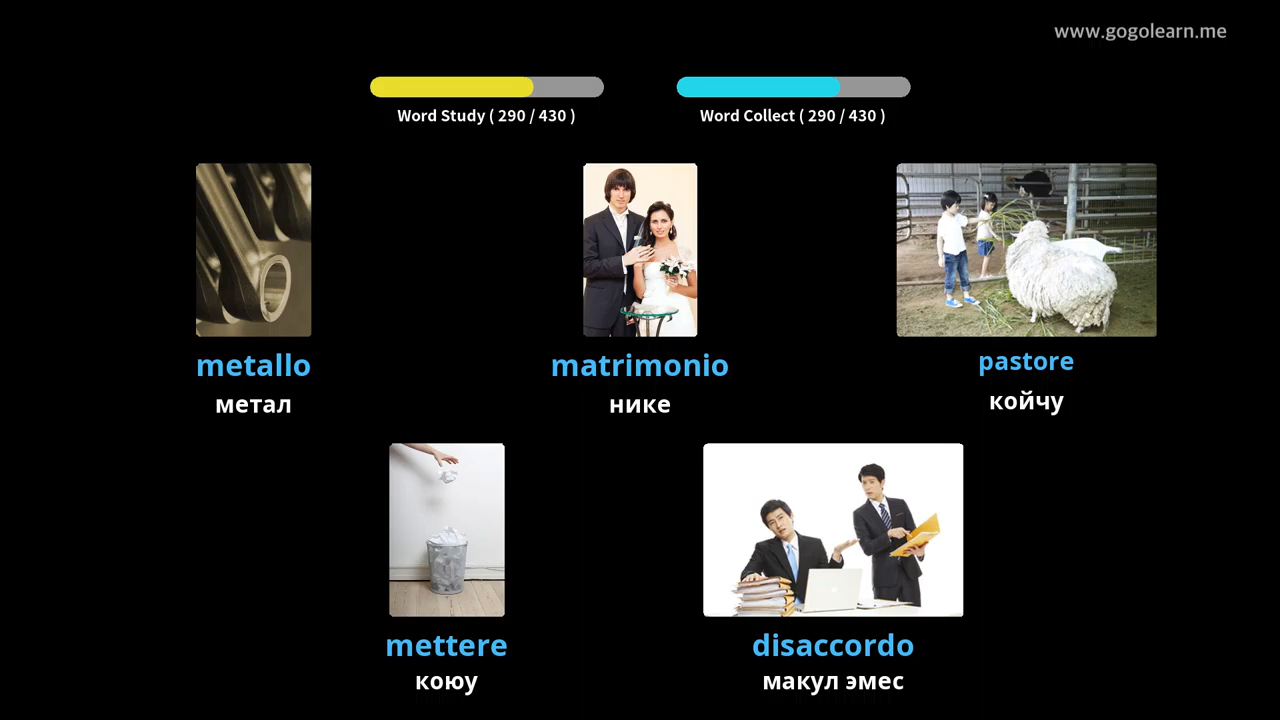 www.gogolearn.me
Word Study ( 290 / 430 )
Word Collect ( 290 / 430 )
metallo
метал
matrimonio
нике
pastore
койчу
mettere
коюу
disaccordo
макул эмес